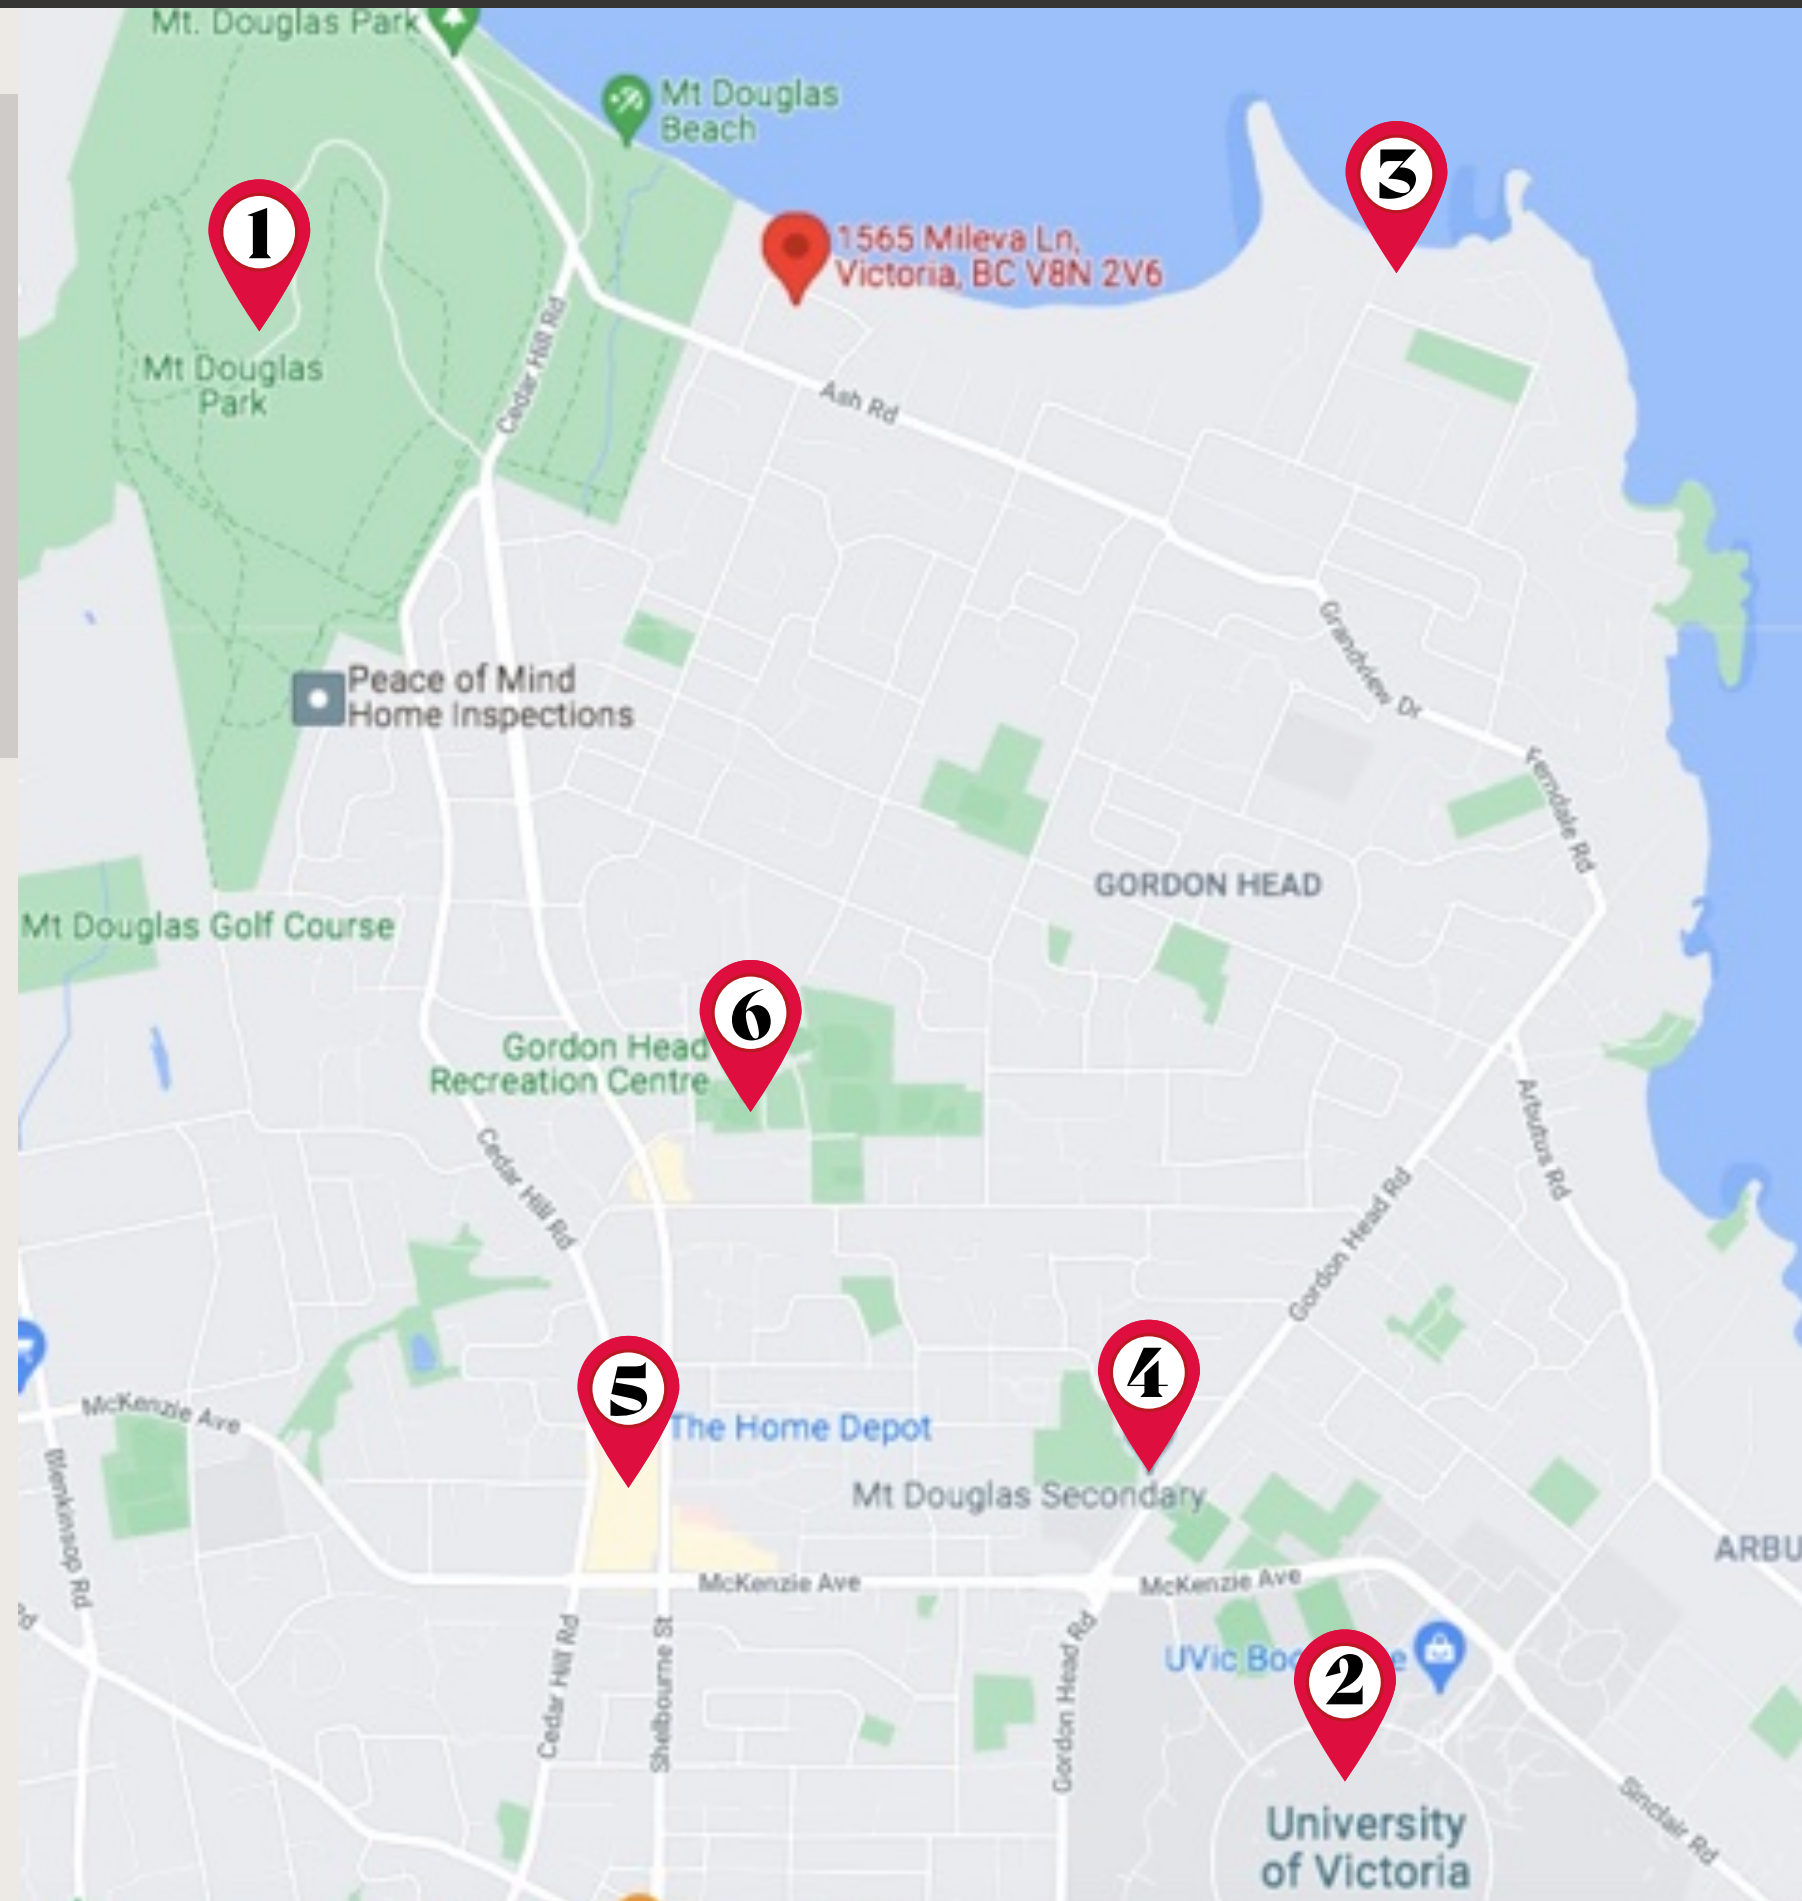 Mt. Douglas Park
Mt Douglas
Beach
3
1
1565 Mileva Ln,
Victoria, BC V8N 2V6
Cedar Hill Rd
Mt Douglas
Park
Ash Rd
Grandview Dr
Peace of Mind
Home Inspections
Ferndale Rd
GORDON HEAD
Mt Douglas Golf Course
6
Gordon Head
Recreation Centre
Cedar Hill Rd
Arbutus Rd
Gordon Head Rd
5
4
McKenzie Ave
The Home Depot
Blenkinsop Rd
Mt Douglas Secondary
ARBU
McKenzie Ave
McKenzie Ave
Cedar Hill Rd
Shelbourne St
Gordon Head Rd
UVic Boo e
2
Sinclair Rd
University
of Victoria